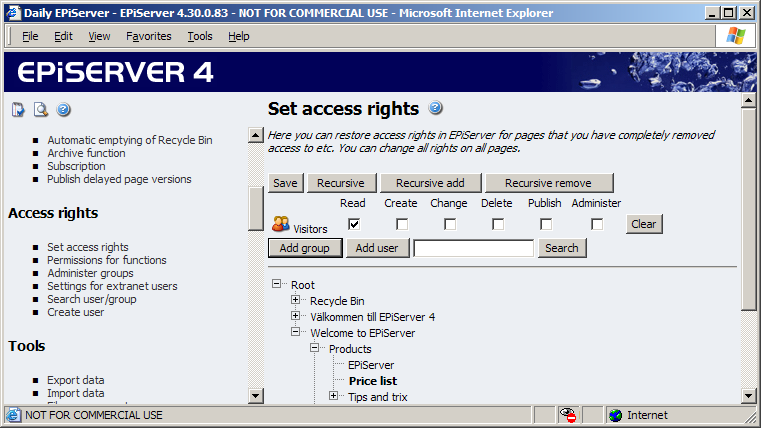 Daily EPiServer - EPiServer 4.30.0.83 - NOT FOR COMMERCIAL USE - Microsoft Internet Explorer
File Edit View Favorites Tools Help
EPiSERVER 4
Automatic emptying of Recycle Bin
Archive function
Subscription
Publish delayed page versions
Access rights
Set access rights
Permissions for functions
Administer groups
Settings for extranet users
Search user/group
Create user
Tools
Export data
Import data
Set access rights
Here you can restore access rights in EPiServer for pages that you have completely removed
access to etc. You can change all rights on all pages.
Save Recursive Recursive add Recursive remove
Read Create Change Delete Publish Administer
Visitors Clear
Add group Add user Search
Root
Recycle Bin
Välkommen till EPiServer 4
Welcome to EPiServer
Products
EPiServer
Price list
Tips and trix
NOT FOR COMMERCIAL USE Internet